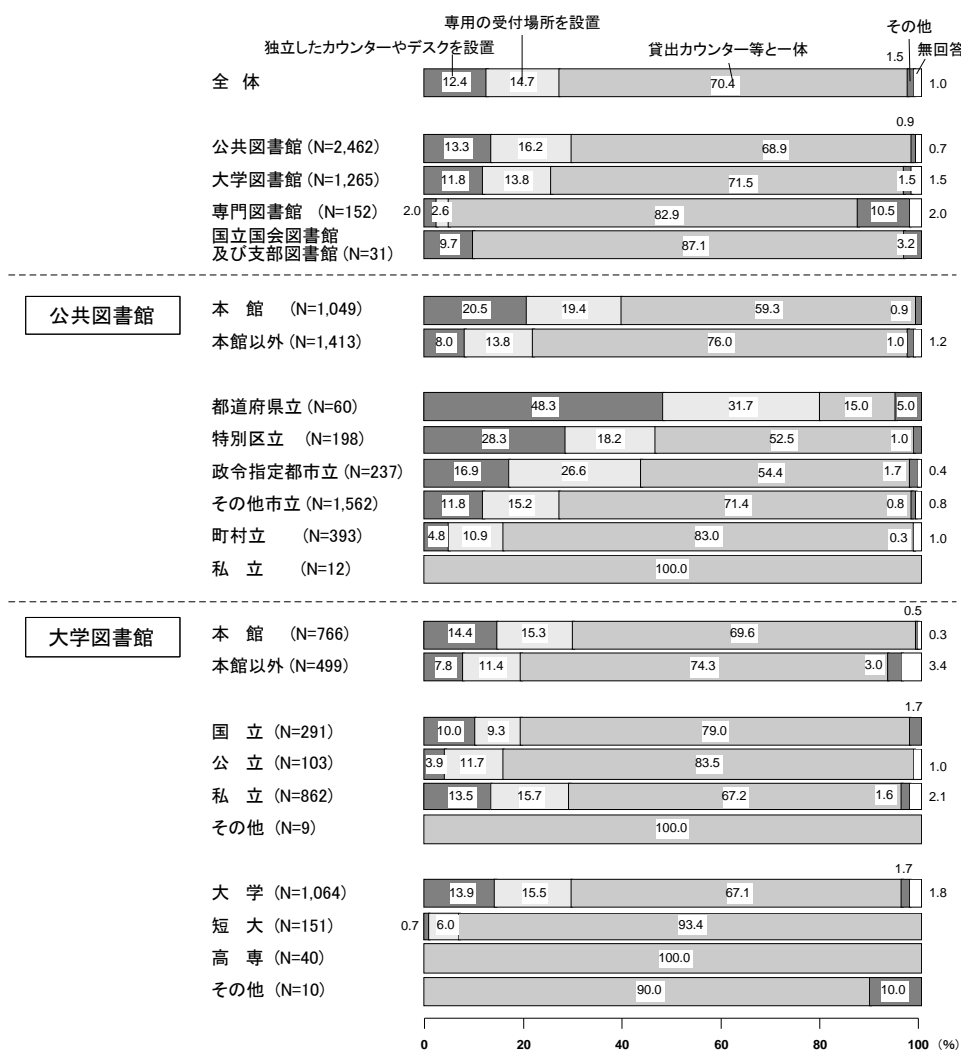 専用の受付場所を設置
その他
独立したカウンターやデスクを設置
貸出カウンター等と一体
無回答
1.5
全 体
12.4 14.7 70.4 1.0
0.9
公共図書館 (N=2,462) 13.3 16.2 68.9 0.7
大学図書館 (N=1,265) 11.8 13.8 71.5 1.5 1.5
専門図書館 (N=152) 2.0 2.6 82.9 10.5 2.0
国立国会図書館
及び支部図書館 (N=31) 9.7 87.1 3.2
公共図書館
本 館 (N=1,049) 20.5 19.4 59.3 0.9
本館以外 (N=1,413) 8.0 13.8 76.0 1.0 1.2
都道府県立 (N=60) 48.3 31.7 15.0 5.0
特別区立 (N=198) 28.3 18.2 52.5 1.0
政令指定都市立 (N=237) 16.9 26.6 54.4 1.7 0.4
その他市立 (N=1,562) 11.8 15.2 71.4 0.8 0.8
町村立 (N=393) 4.8 10.9 83.0 0.3 1.0
私 立 (N=12) 100.0
大学図書館
0.5
本 館 (N=766) 14.4 15.3 69.6 0.3
本館以外 (N=499) 7.8 11.4 74.3 3.0 3.4
1.7
国 立 (N=291) 10.0 9.3 79.0
公 立 (N=103) 3.9 11.7 83.5 1.0
私 立 (N=862) 13.5 15.7 67.2 1.6 2.1
その他 (N=9) 100.0
1.7
大 学 (N=1,064) 13.9 15.5 67.1 1.8
短 大 (N=151) 0.7 6.0 93.4
高 専 (N=40) 100.0
その他 (N=10) 90.0 10.0
0 20 40 60 80 100 (%)